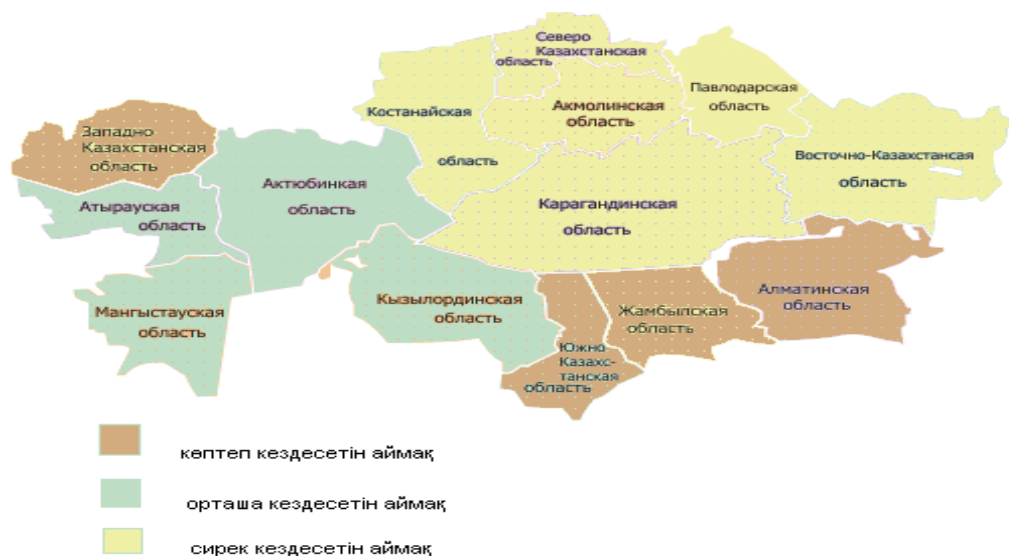 Северо
Казахстанская
область
Павлодарская
область
Костанайская
область
Акмолинская
область
Западно
Казахстанская
область
Восточно-Казахстанса
область
Актюбинкая
область
Атырауская
область
Карагандинская
область
Мангыстауская
область
Кызылординская
область
Жамбылская
область
Алматинская
область
Южно
Казахс-
танская
область
көптеп кездесетін аймақ
орташа кездесетін аймақ
сирек кездесетін аймақ